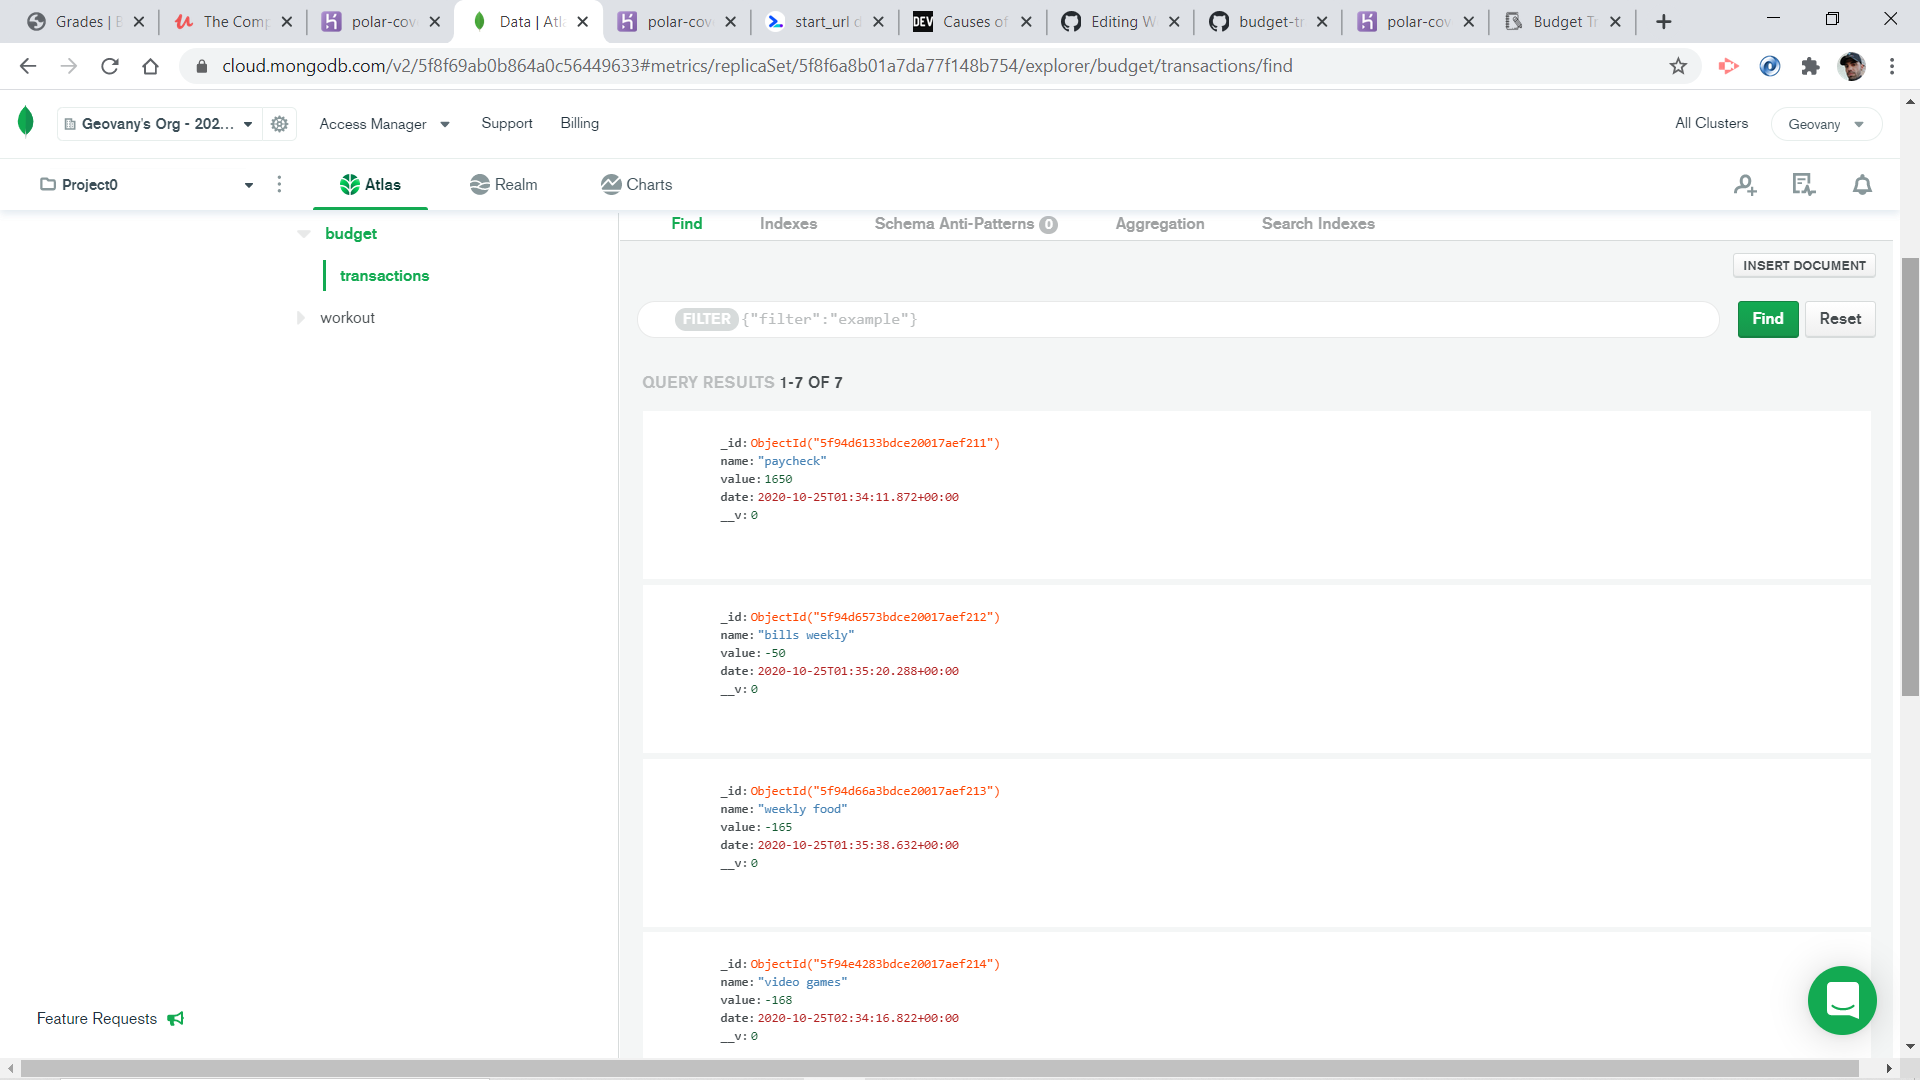 Grades | B
The Comp
polar-cov
Data | Atla
polar-cov
start_url d
DEV Causes of
Editing W
budget-tr
polar-cov
Budget Tr
cloud.mongodb.com/v2/5f8f69ab0b864a0c56449633#metrics/replicaSet/5f8f6a8b01a7da77f148b754/explorer/budget/transactions/find
Geovany's Org - 202...
Access Manager
Support
Billing
All Clusters
Geovany
Project0
Atlas
Realm
Charts
budget
transactions
workout
Feature Requests
Find
Indexes
Schema Anti-Patterns 0
Aggregation
Search Indexes
INSERT DOCUMENT
FILTER {"filter":"example"}
Find
Reset
QUERY RESULTS 1-7 OF 7
_id: ObjectId("5f94d6133bdce20017aef211")
name: "paycheck"
value: 1650
date: 2020-10-25T01:34:11.872+00:00
__v: 0
_id: ObjectId("5f94d6573bdce20017aef212")
name: "bills weekly"
value: -50
date: 2020-10-25T01:35:20.288+00:00
__v: 0
_id: ObjectId("5f94d66a3bdce20017aef213")
name: "weekly food"
value: -165
date: 2020-10-25T01:35:38.632+00:00
__v: 0
_id: ObjectId("5f94e4283bdce20017aef214")
name: "video games"
value: -168
date: 2020-10-25T02:34:16.822+00:00
__v: 0